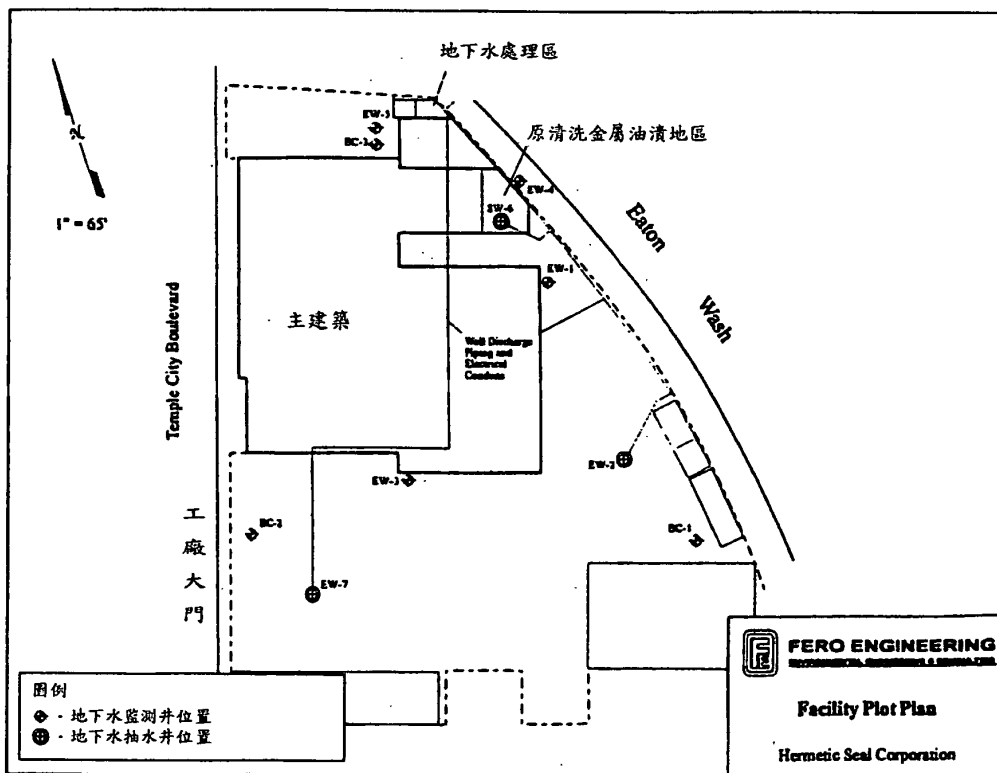 地下水處理區
EW-5
BC-3
原清洗金屬油漬地區
EW-4
EW-6
N
1" = 65'
Eaton
Wash
EW-1
Temple City Boulevard
主建築
Well Discharge
Piping and
Electrical
Conduits
EW-2
EW-3
BC-2
BC-1
工廠大門
EW-7
FERO ENGINEERING
Facility Plot Plan
Hermetic Seal Corporation
圖例
- 地下水監測井位置
- 地下水抽水井位置